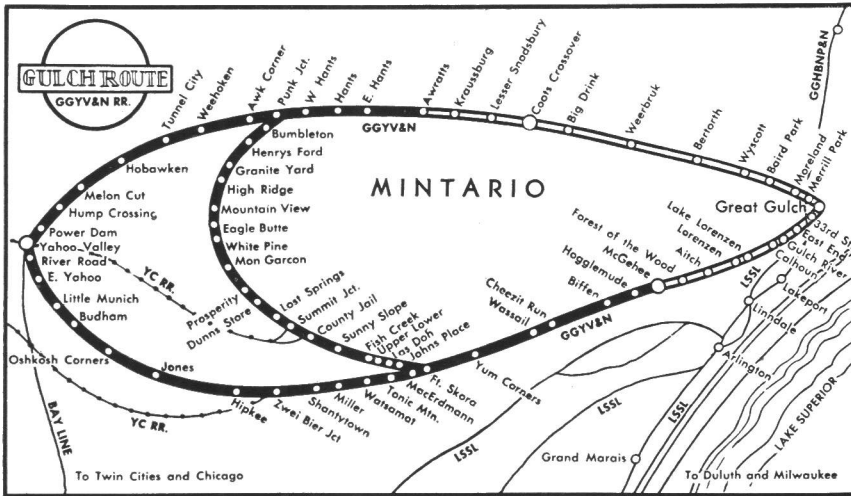 GULCH ROUTE
GGYV&N RR.
Tunnel City
Weehoken
Awk Corner
Punk Jct.
W. Hants
Hants
E. Hants
Awratts
Kraussburg
Lesser Snodsbury
Coots Crossover
Big Drink
Weerbruk
Bertorth
Wyscott
Baird Park
Moreland
Merrill Park
GGHBNP&N
GGYV&N
Bumbleton
Henrys Ford
Granite Yard
High Ridge
Mountain View
Eagle Butte
White Pine
Mon Garcon
Hobawken
Melon Cut
Hump Crossing
Power Dam
Yahoo Valley
River Road
E. Yahoo
Little Munich
Budham
Oshkosh Corners
MINTARIO
Great Gulch
33rd St
East End
Gulch River
Calhoun
Lakeport
Linndale
Arlington
Lake Lorenzen
Lorenzen
Aitch
Forest of the Wood
McGehee
Hogglemude
Biffen
Cheezit Run
Wassail
GGYV&N
YC RR.
Prosperity
Dunns Store
Lost Springs
Summit Jct.
County Jail
Sunny Slope
Fish Creek
Upper Lower
Las Doh
Johns Place
Jones
Hipkee
Zwei Bier Jct
Shantytown
Miller
Watsamat
Tonic Mtn.
MacErdmann
Ft. Skora
Yum Corners
YC RR.
BAY LINE
LSSL
LSSL
LSSL
LSSL
Grand Marais
LAKE SUPERIOR
To Twin Cities and Chicago
To Duluth and Milwaukee